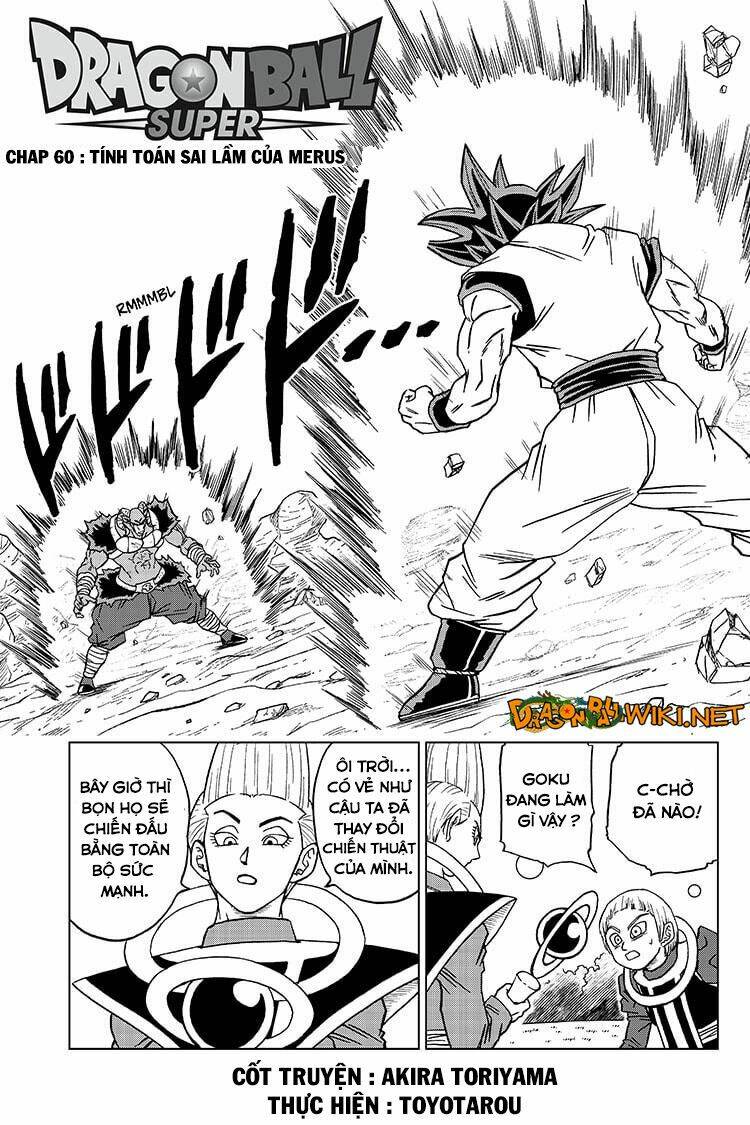 DRAGON BALL
SUPER
CHAP 60 : TÍNH TOÁN SAI LẦM CỦA MERUS
RMMMBL
ドドドド…
DRAGON BALL WIKI.NET
C-CHỜ
ĐÃ NÀO!
GOKU
ĐANG LÀM
GÌ VẬY ?
ÔI TRỜI...
CÓ VẺ NHƯ
CẬU TA ĐÃ
THAY ĐỔI
CHIẾN THUẬT
CỦA MÌNH.
BÂY GIỜ THÌ
BỌN HỌ SẼ
CHIẾN ĐẤU
BẰNG TOÀN
BỘ SỨC
MẠNH.
CỐT TRUYỆN : AKIRA TORIYAMA
THỰC HIỆN : TOYOTAROU